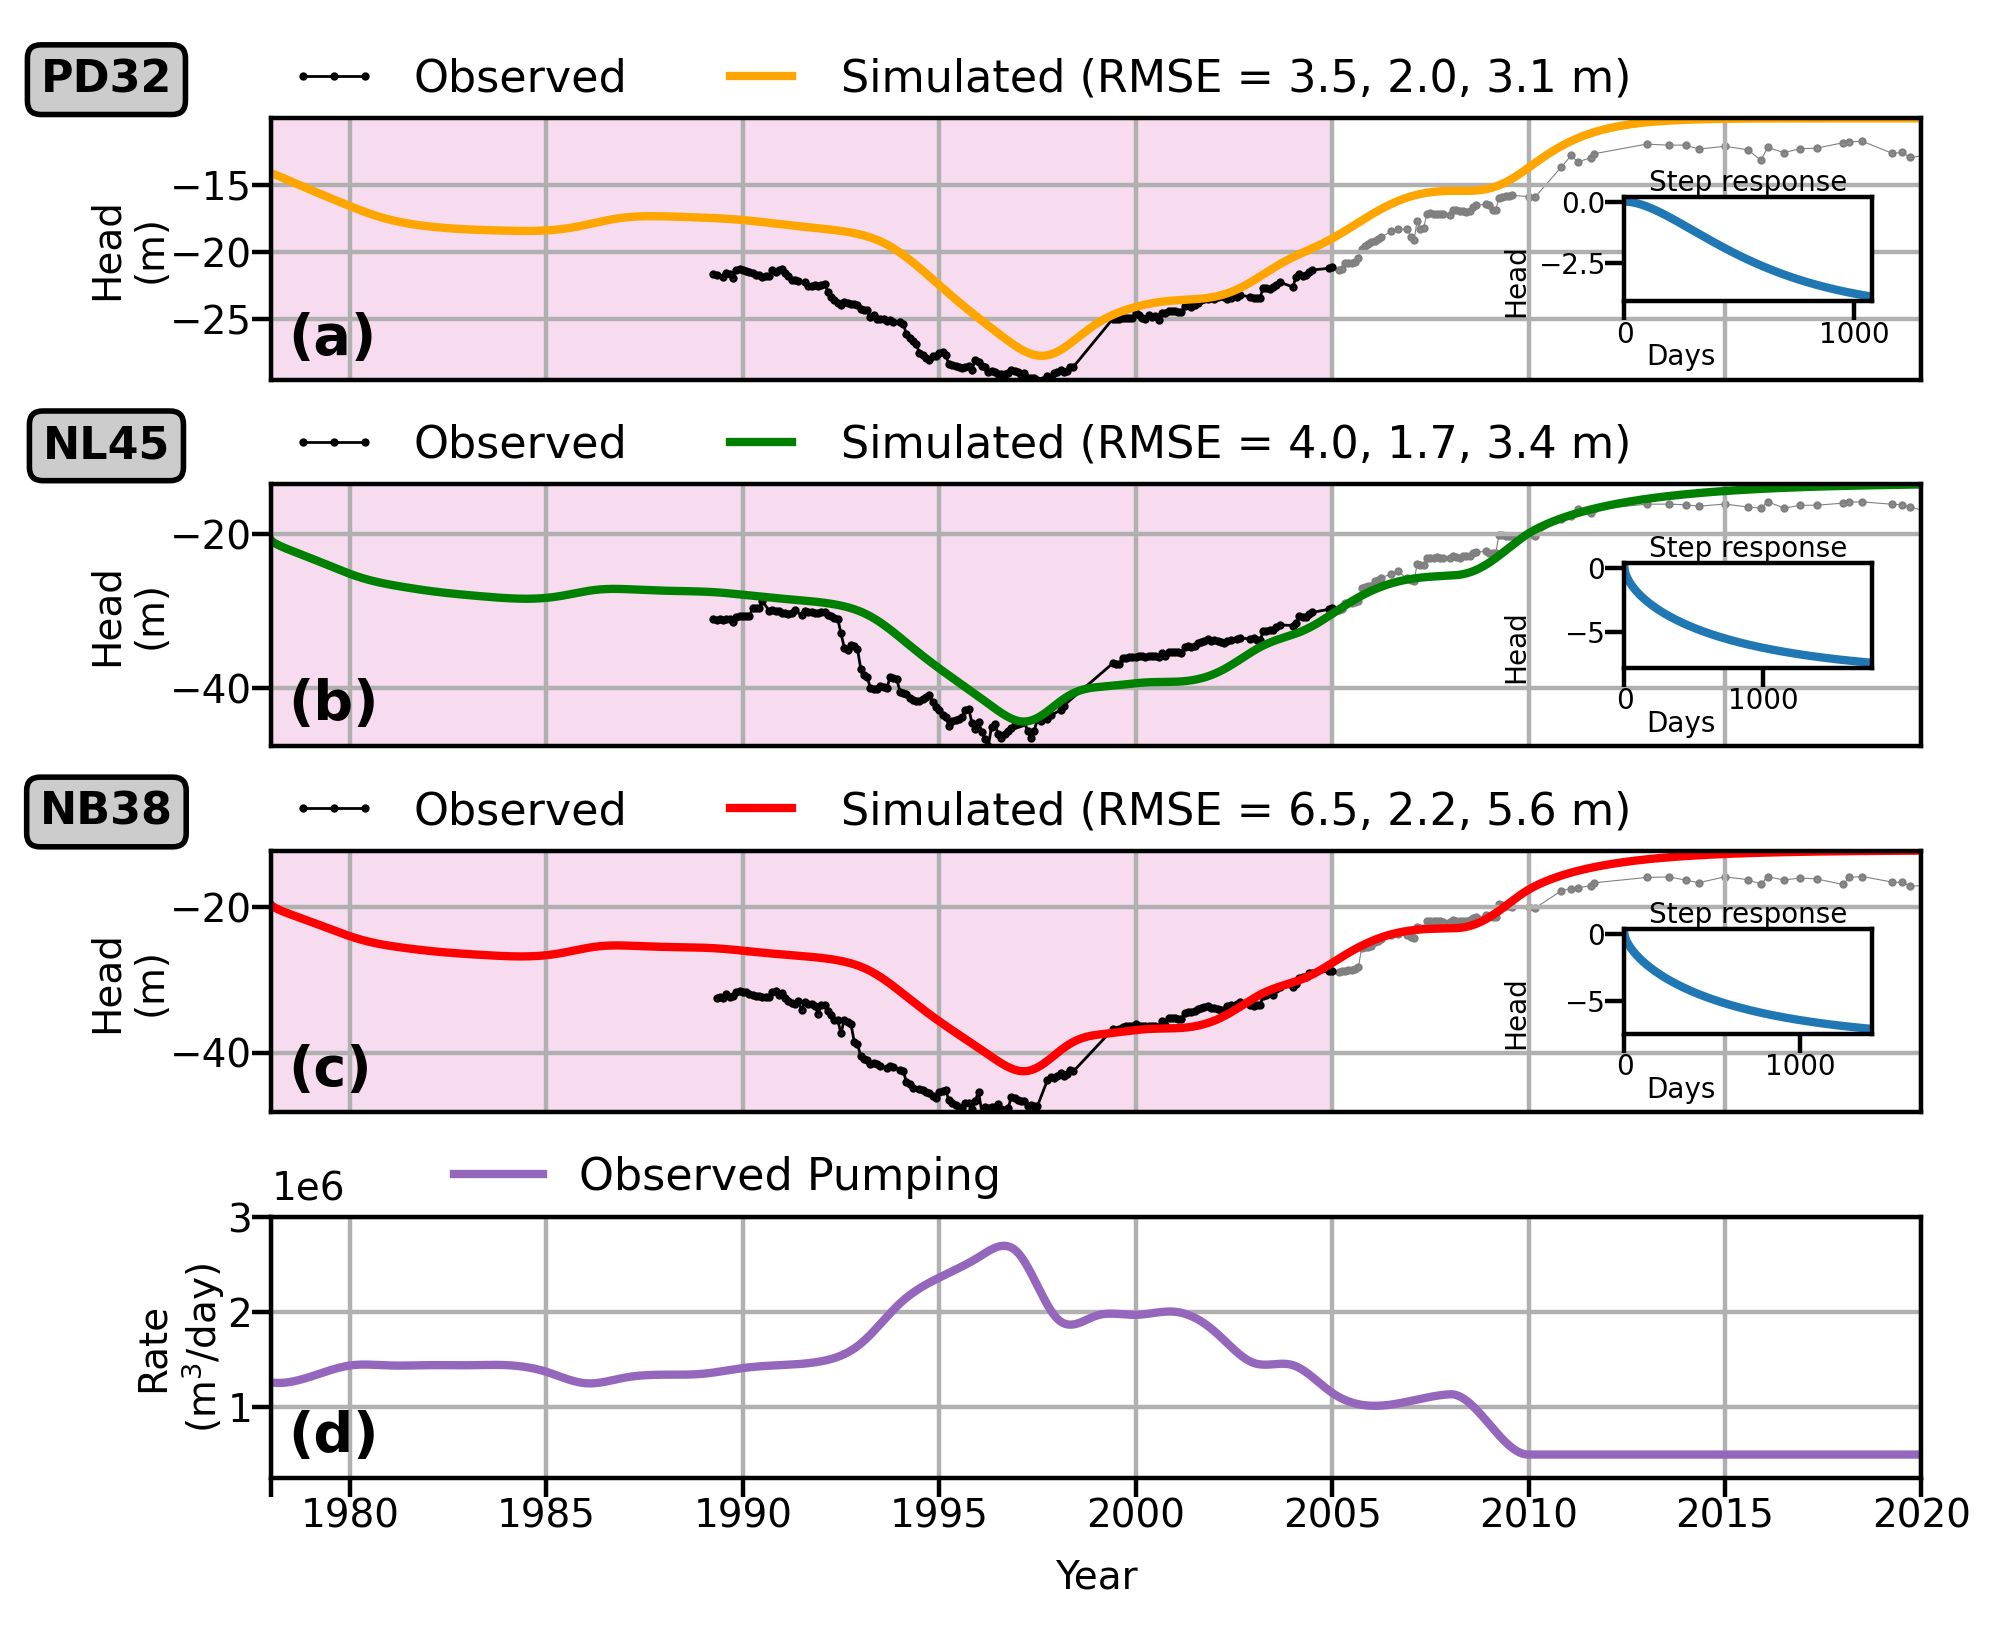 PD32
Observed
Simulated (RMSE = 3.5, 2.0, 3.1 m)
Head
(m)
−15
−20
−25
(a)
Step response
0.0
−2.5
Head
0
1000
Days
NL45
Observed
Simulated (RMSE = 4.0, 1.7, 3.4 m)
Head
(m)
−20
−40
(b)
Step response
0
−5
Head
0
1000
Days
NB38
Observed
Simulated (RMSE = 6.5, 2.2, 5.6 m)
Head
(m)
−20
−40
(c)
Step response
0
−5
Head
0
1000
Days
1e6
Observed Pumping
Rate
(m³/day)
3
2
1
(d)
1980 1985 1990 1995 2000 2005 2010 2015 2020
Year